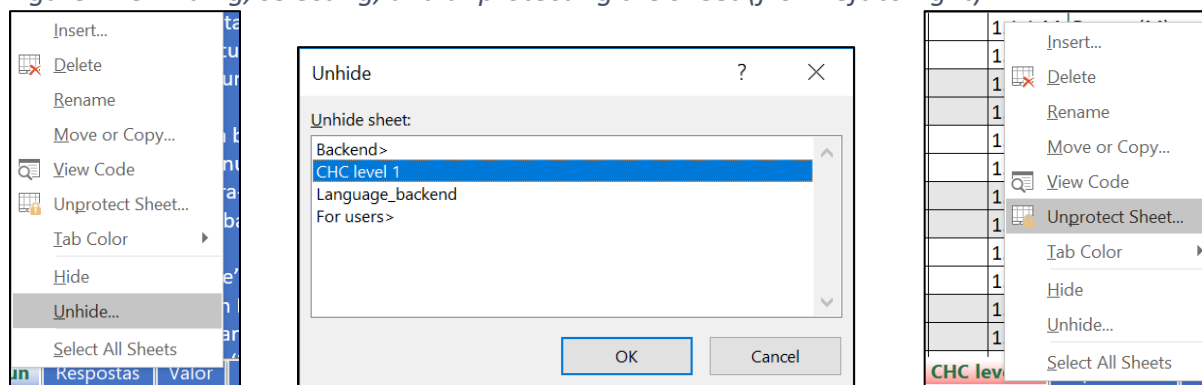 Insert...
Delete
Rename
Move or Copy...
View Code
Unprotect Sheet...
Tab Color
Hide
Unhide...
Select All Sheets
Respostas
Valor
Unhide
?
Unhide sheet:
Backend>
CHC level 1
Language_backend
For users>
OK
Cancel
Insert...
Delete
Rename
Move or Copy...
View Code
Unprotect Sheet...
Tab Color
Hide
Unhide...
Select All Sheets
CHC lev